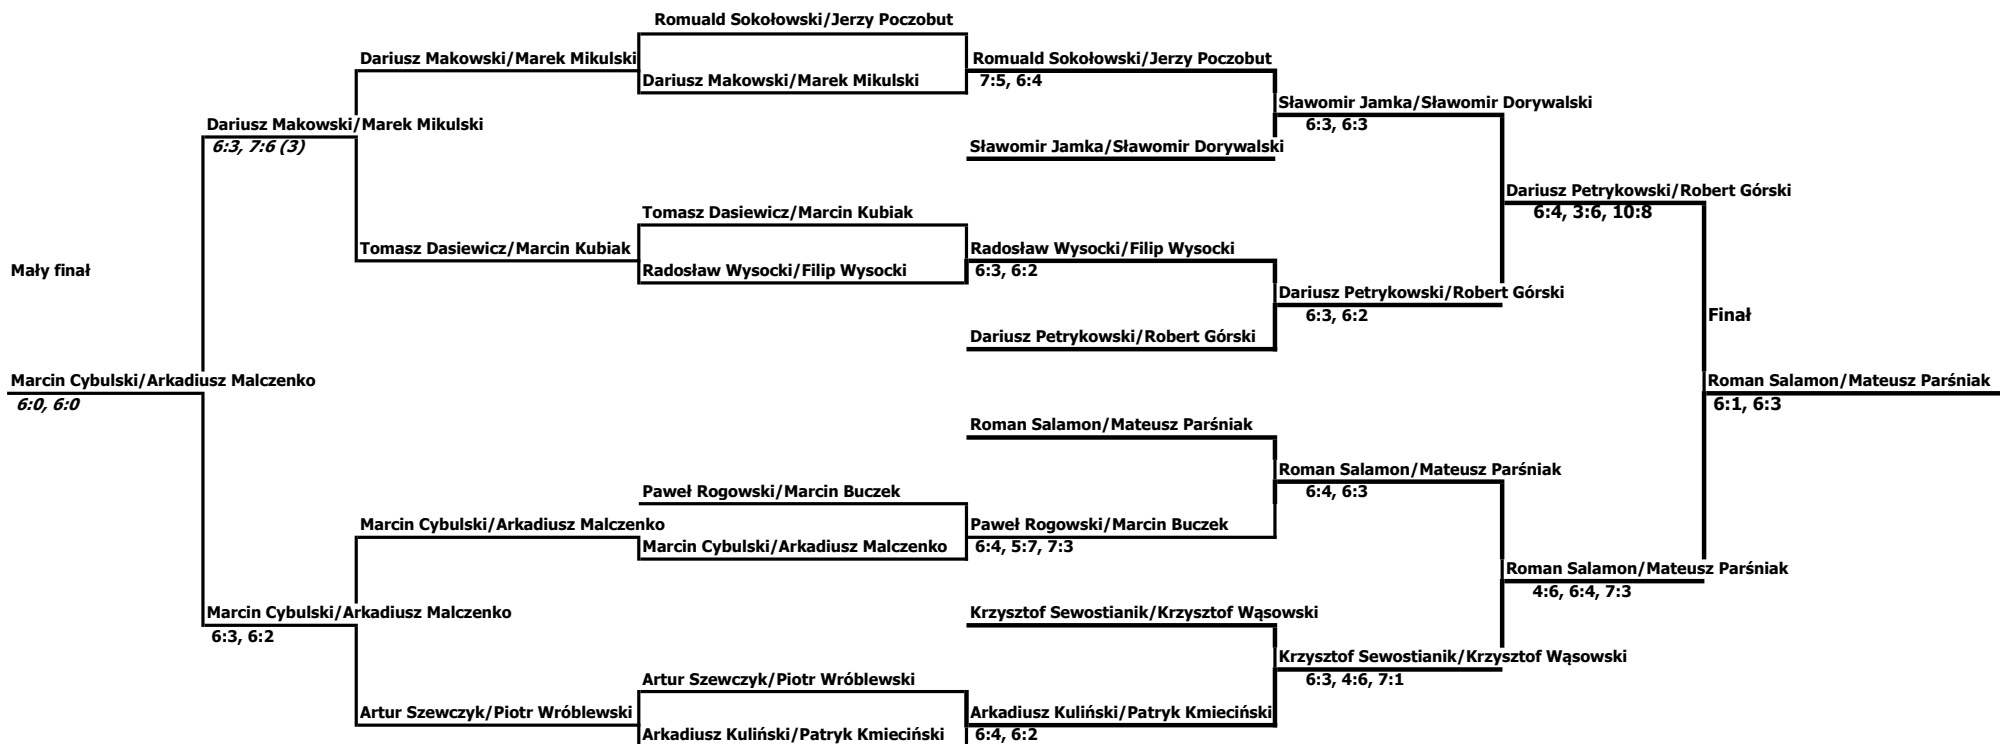 Romuald Sokołowski/Jerzy Poczobut
Dariusz Makowski/Marek Mikulski
Romuald Sokołowski/Jerzy Poczobut
Dariusz Makowski/Marek Mikulski
7:5, 6:4
Sławomir Jamka/Sławomir Dorywalski
Dariusz Makowski/Marek Mikulski
6:3, 6:3
6:3, 7:6 (3)
Sławomir Jamka/Sławomir Dorywalski
Dariusz Petrykowski/Robert Górski
Tomasz Dasiewicz/Marcin Kubiak
6:4, 3:6, 10:8
Tomasz Dasiewicz/Marcin Kubiak
Radosław Wysocki/Filip Wysocki
Mały finał
Radosław Wysocki/Filip Wysocki
6:3, 6:2
Dariusz Petrykowski/Robert Górski
6:3, 6:2
Finał
Dariusz Petrykowski/Robert Górski
Marcin Cybulski/Arkadiusz Malczenko
Roman Salamon/Mateusz Parśniak
6:0, 6:0
6:1, 6:3
Roman Salamon/Mateusz Parśniak
Roman Salamon/Mateusz Parśniak
Paweł Rogowski/Marcin Buczek
6:4, 6:3
Marcin Cybulski/Arkadiusz Malczenko
Paweł Rogowski/Marcin Buczek
Marcin Cybulski/Arkadiusz Malczenko
6:4, 5:7, 7:3
Roman Salamon/Mateusz Parśniak
4:6, 6:4, 7:3
Marcin Cybulski/Arkadiusz Malczenko
Krzysztof Sewostianik/Krzysztof Wąsowski
6:3, 6:2
Krzysztof Sewostianik/Krzysztof Wąsowski
Artur Szewczyk/Piotr Wróblewski
6:3, 4:6, 7:1
Artur Szewczyk/Piotr Wróblewski
Arkadiusz Kuliński/Patryk Kmieciński
Arkadiusz Kuliński/Patryk Kmieciński
6:4, 6:2